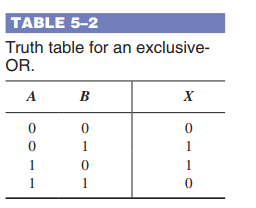 TABLE 5–2
Truth table for an exclusive-
OR.
A B X
0 0 0
0 1 1
1 0 1
1 1 0